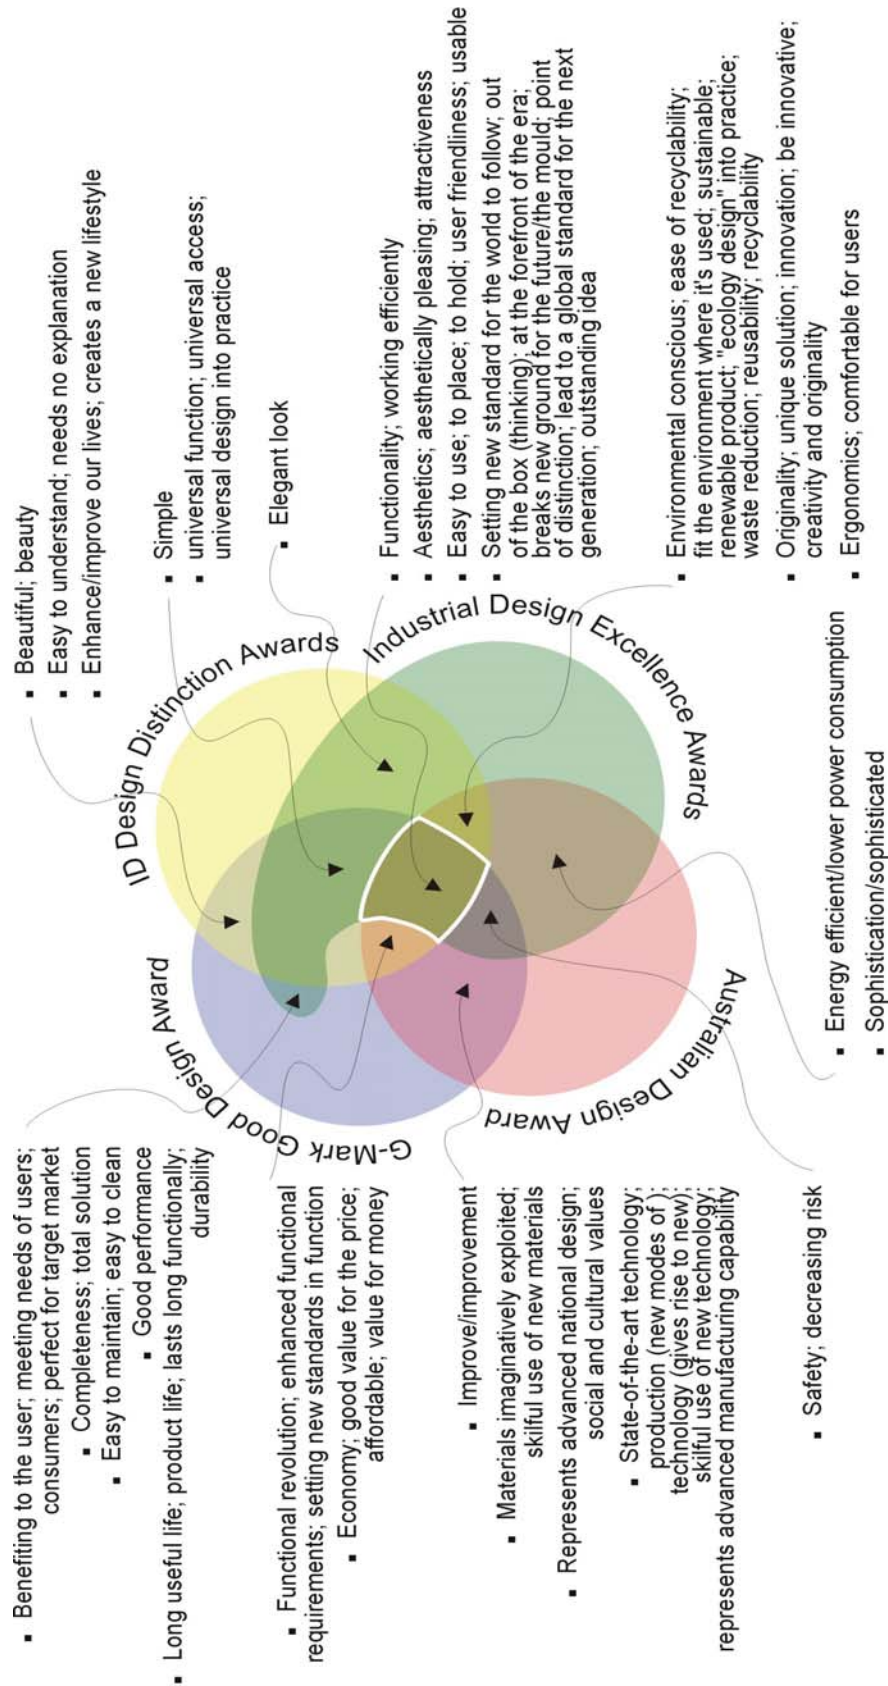 ▪ Benefiting to the user; meeting needs of users;
consumers; perfect for target market
▪ Completeness; total solution
▪ Easy to maintain; easy to clean
▪ Good performance
▪ Long useful life; product life; lasts long functionally;
durability
▪ Functional revolution; enhanced functional
requirements; setting new standards in function
▪ Economy; good value for the price;
affordable; value for money
▪ Improve/improvement
▪ Materials imaginatively exploited;
skilful use of new materials
▪ Represents advanced national design;
social and cultural values
▪ State-of-the-art technology;
production (new modes of );
technology (gives rise to new);
skilful use of new technology;
represents advanced manufacturing capability
▪ Safety; decreasing risk
G-Mark Good Design Award
ID Design Distinction Awards
Australian Design Award
Industrial Design Excellence Awards
▪ Beautiful; beauty
▪ Easy to understand; needs no explanation
▪ Enhance/improve our lives; creates a new lifestyle
▪ Simple
▪ universal function; universal access;
universal design into practice
▪ Elegant look
▪ Functionality; working efficiently
▪ Aesthetics; aesthetically pleasing; attractiveness
▪ Easy to use; to place; to hold; user friendliness; usable
▪ Setting new standard for the world to follow; out
of the box (thinking); at the forefront of the era;
breaks new ground for the future/the mould; point
of distinction; lead to a global standard for the next
generation; outstanding idea
▪ Environmental conscious; ease of recyclability;
fit the environment where it's used; sustainable;
renewable product; "ecology design" into practice;
waste reduction; reusability; recyclability
▪ Originality; unique solution; innovation; be innovative;
creativity and originality
▪ Ergonomics; comfortable for users
▪ Energy efficient/lower power consumption
▪ Sophistication/sophisticated